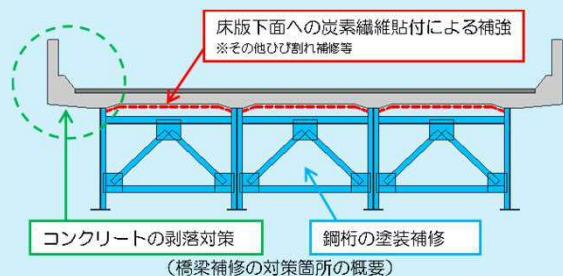 床版下面への炭素繊維貼付による補強
※その他ひび割れ補修等
コンクリートの剥落対策
鋼桁の塗装補修
（橋梁補修の対策箇所の概要）